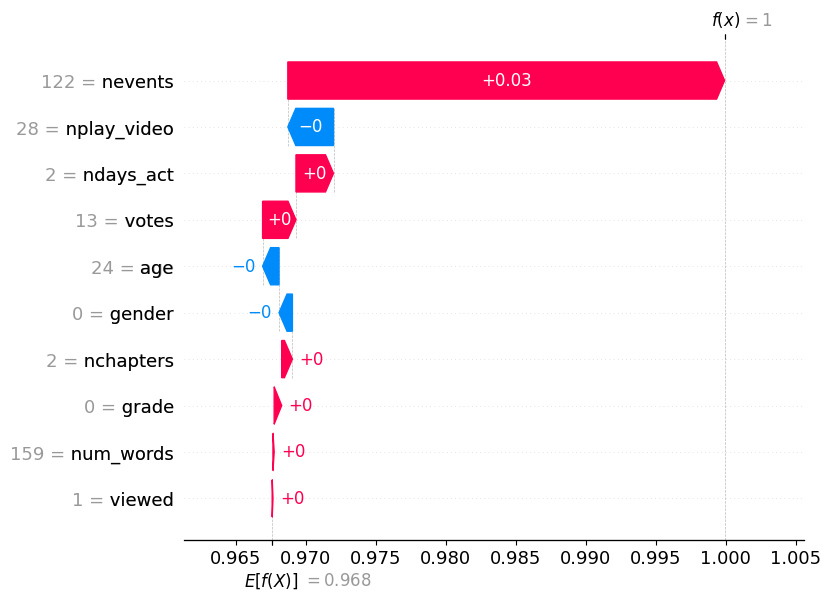 f(x) = 1
122 = nevents
+0.03
28 = nplay_video
−0
2 = ndays_act
+0
13 = votes
+0
24 = age
−0
0 = gender
−0
2 = nchapters
+0
0 = grade
+0
159 = num_words
+0
1 = viewed
+0
0.965 0.970 0.975 0.980 0.985 0.990 0.995 1.000 1.005
E[f(X)] = 0.968